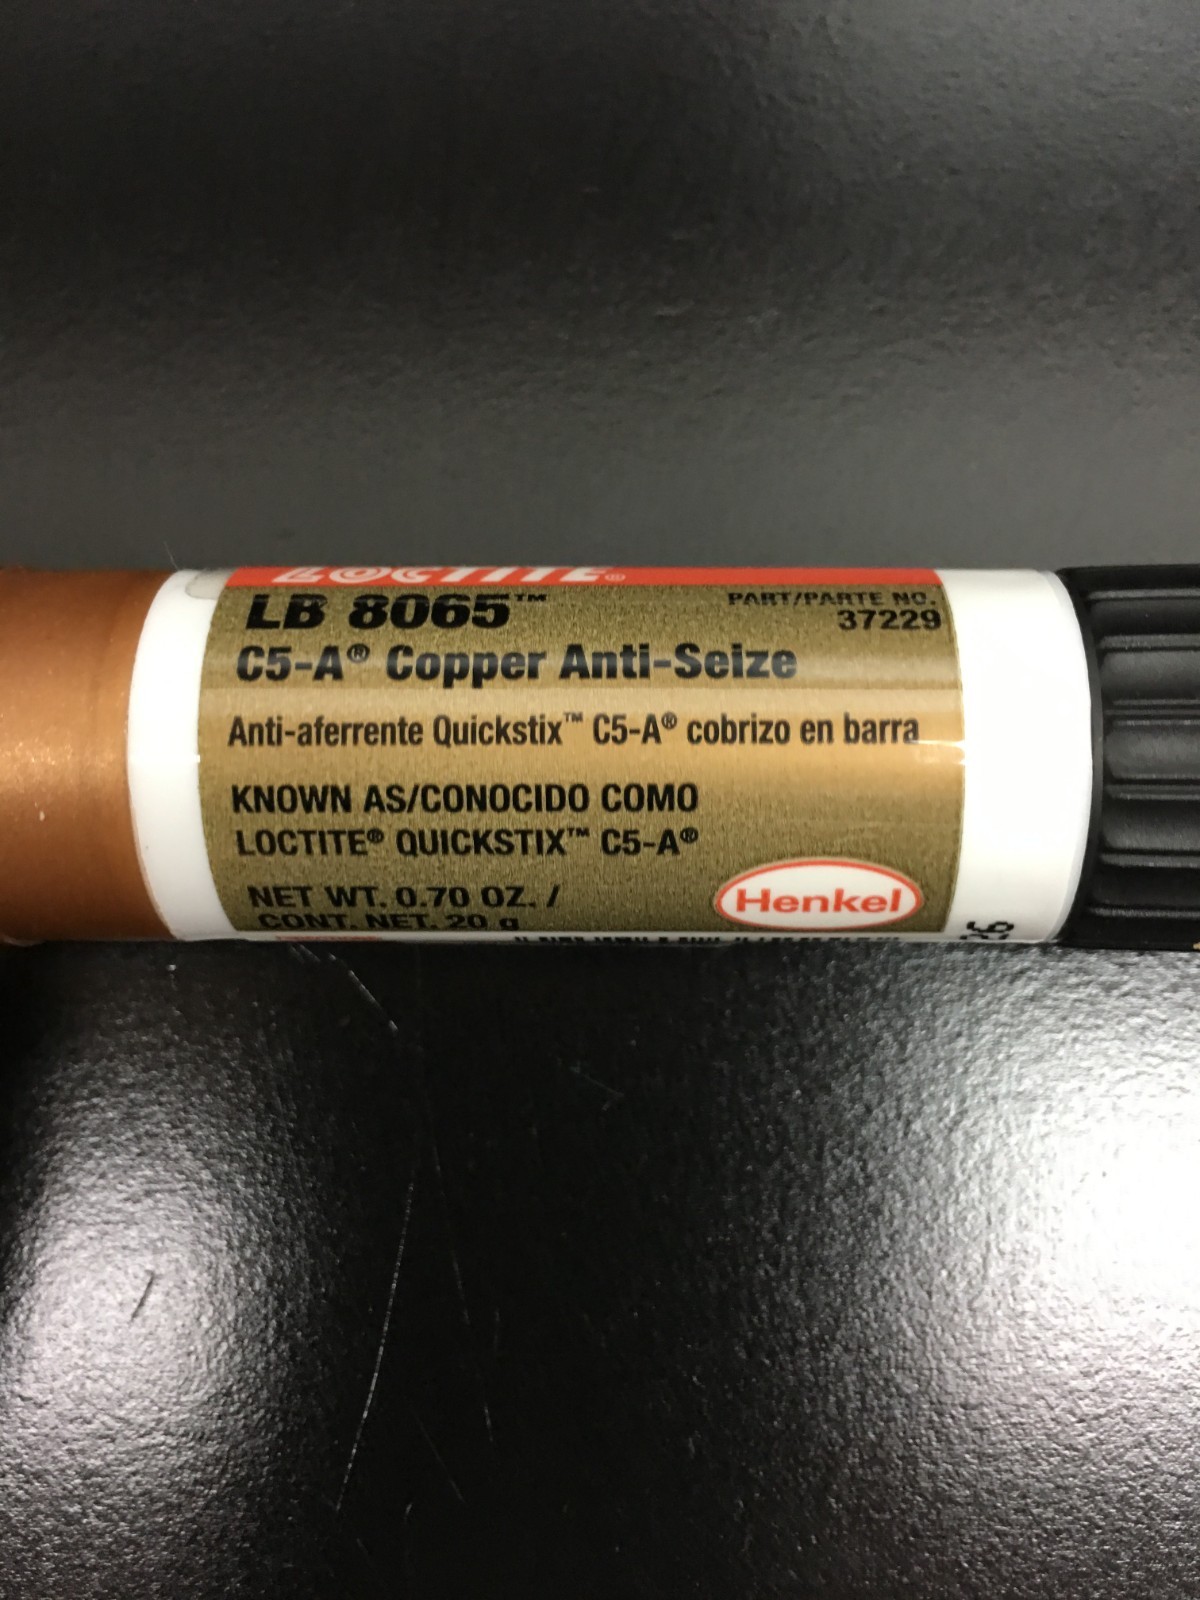 LOCTITE®
LB 8065™
PART/PARTE NO.
37229
C5-A® Copper Anti-Seize
Anti-aferrente Quickstix™ C5-A® cobrizo en barra
KNOWN AS/CONOCIDO COMO
LOCTITE® QUICKSTIX™ C5-A®
NET WT. 0.70 OZ. /
CONT. NET. 20 g
Henkel